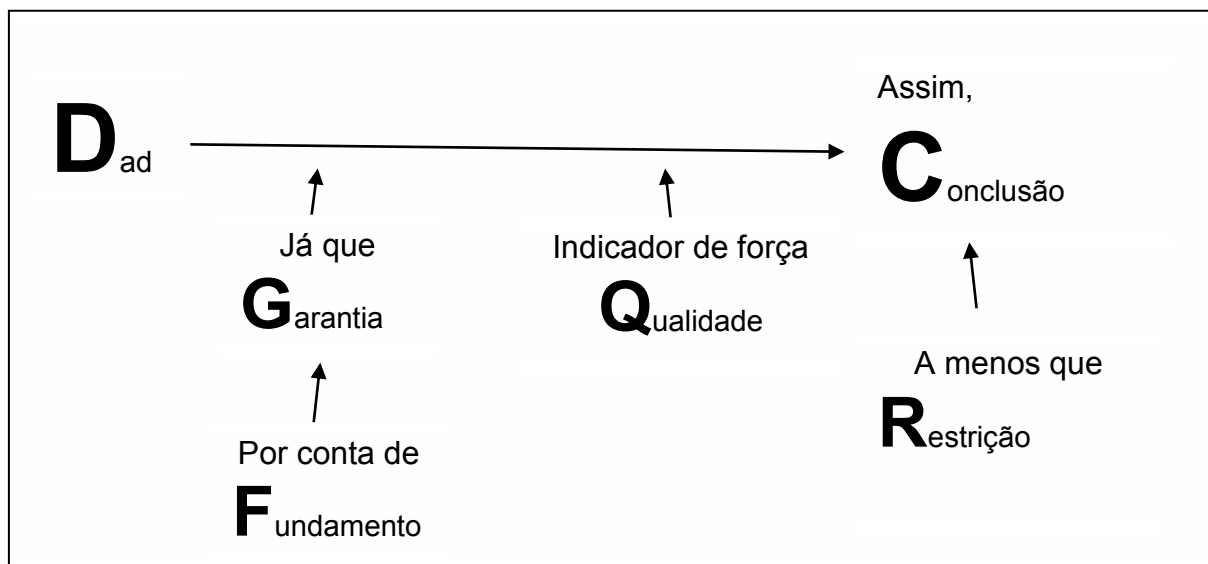 Assim,
Dad
Conclusão
Já que
Garantia
Indicador de força
Qualidade
A menos que
Restrição
Por conta de
Fundamento